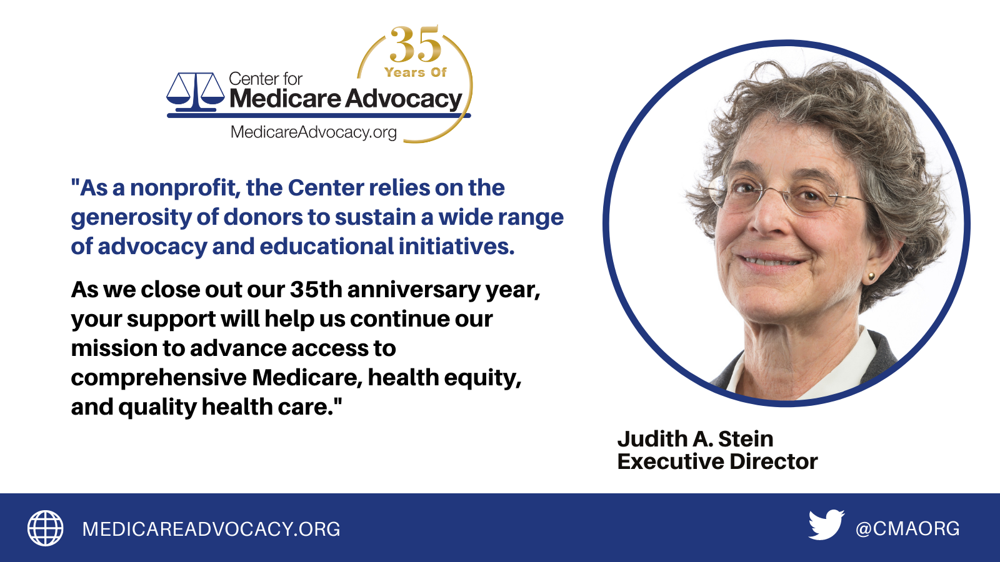 35
Years Of
Center for
Medicare Advocacy
MedicareAdvocacy.org
"As a nonprofit, the Center relies on the
generosity of donors to sustain a wide range
of advocacy and educational initiatives.
As we close out our 35th anniversary year,
your support will help us continue our
mission to advance access to
comprehensive Medicare, health equity,
and quality health care."
Judith A. Stein
Executive Director
MEDICAREADVOCACY.ORG
@CMAORG